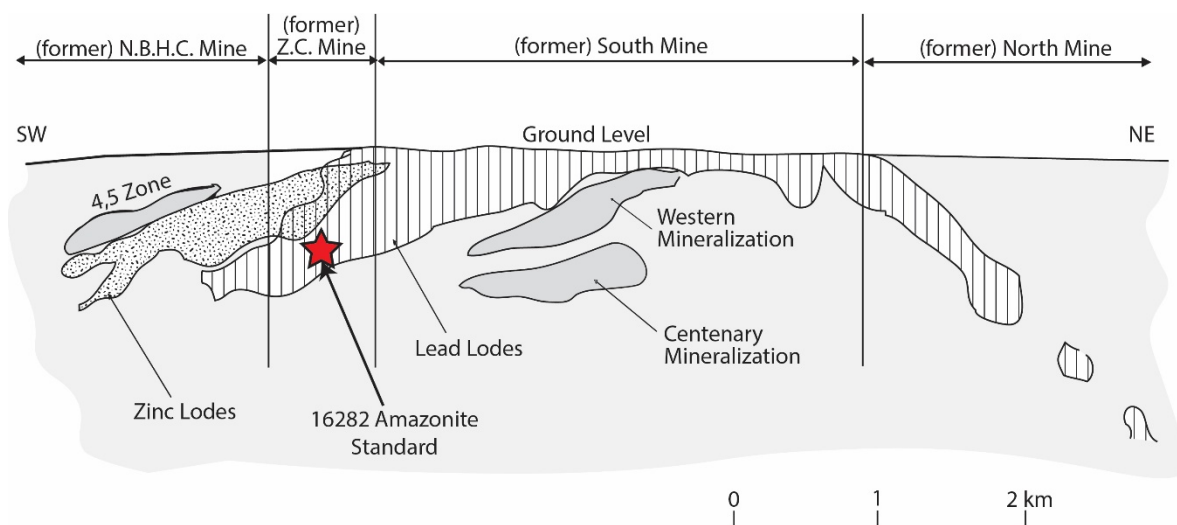 (former)
(former) N.B.H.C. Mine
Z.C. Mine
(former) South Mine
(former) North Mine
SW
Ground Level
NE
4,5 Zone
Western
Mineralization
Lead Lodes
Centenary
Mineralization
Zinc Lodes
16282 Amazonite
Standard
0 1 2 km